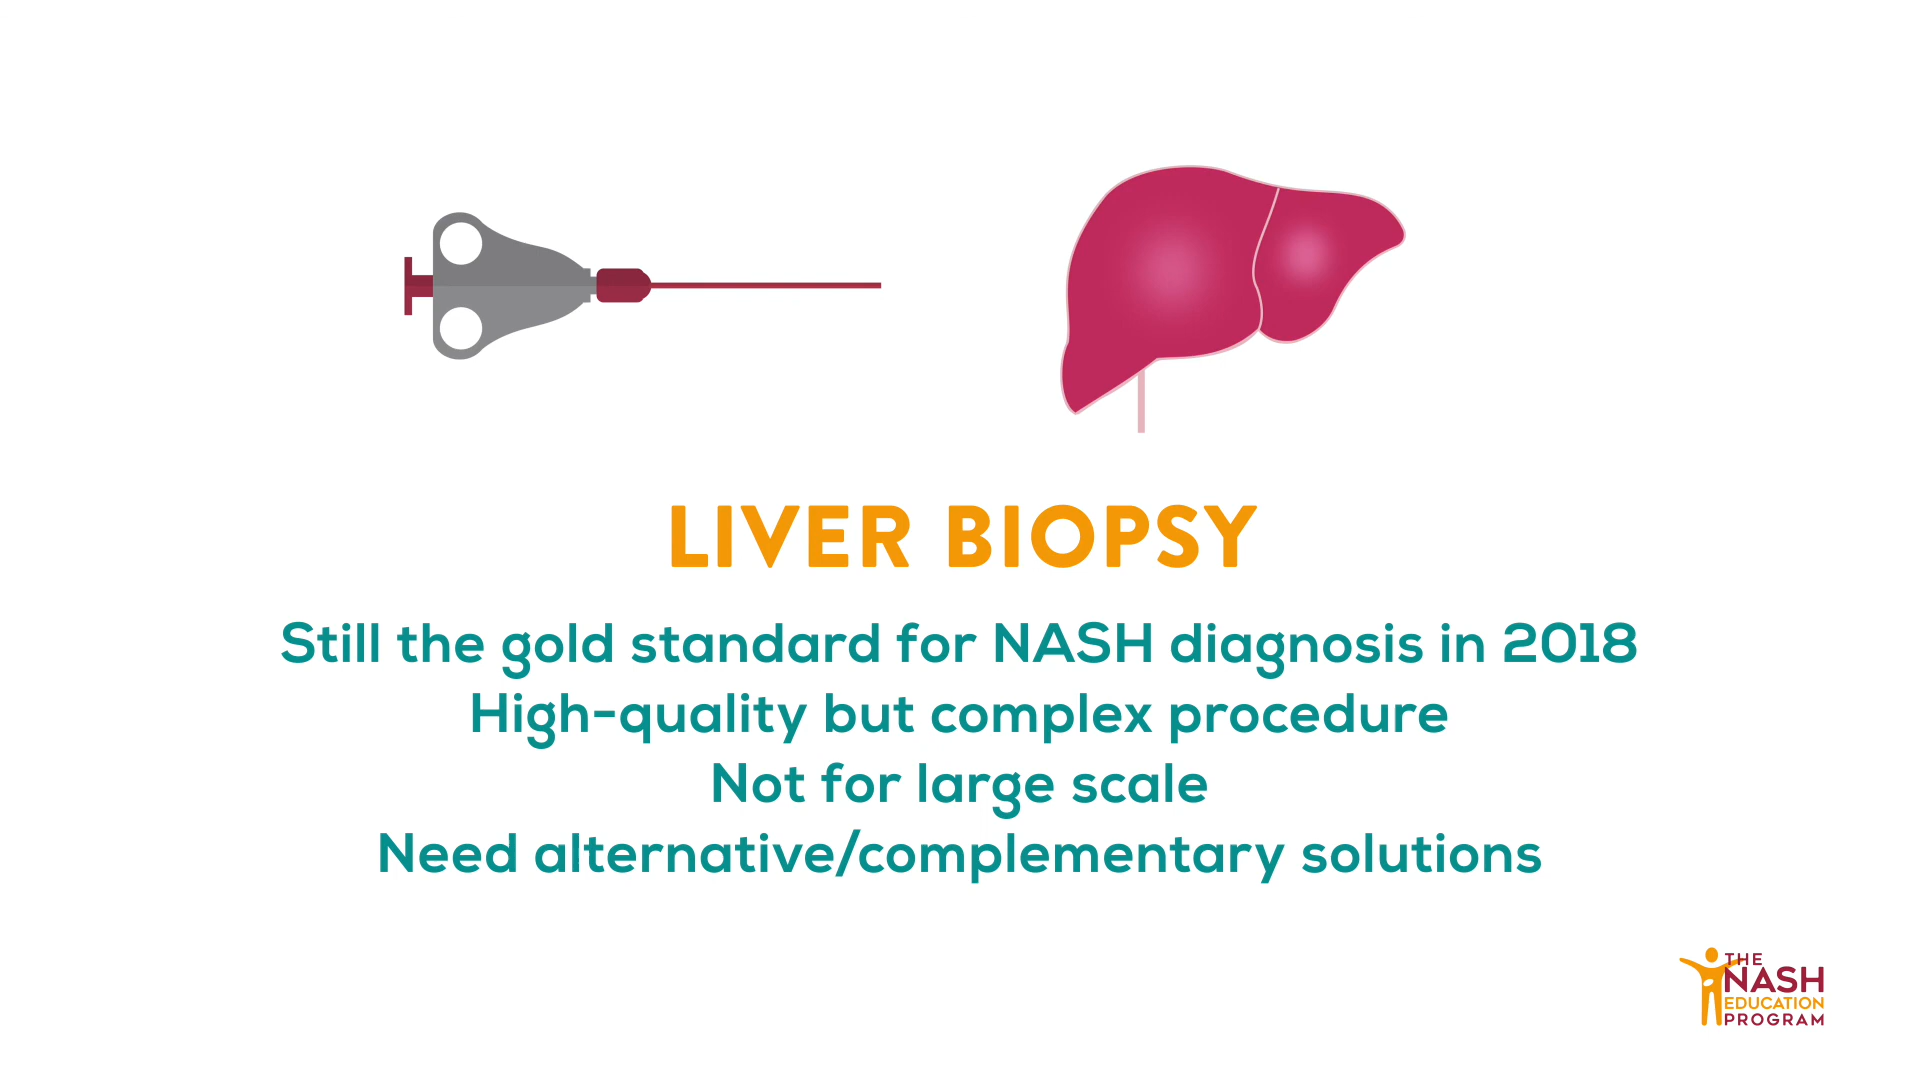 LIVER BIOPSY
Still the gold standard for NASH diagnosis in 2018
High-quality but complex procedure
Not for large scale
Need alternative/complementary solutions
THE
NASH
EDUCATION
PROGRAM